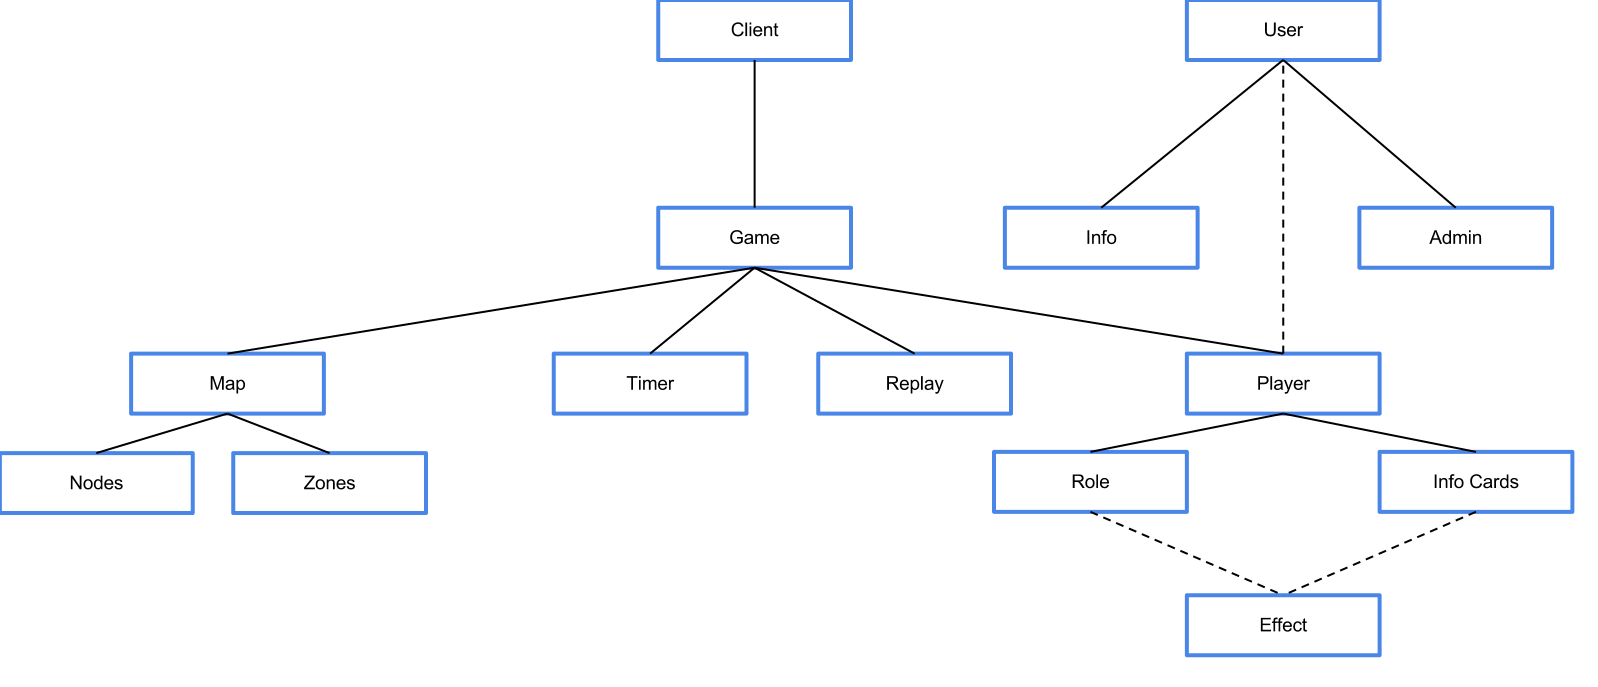 Client
User
Game
Info
Admin
Map
Timer
Replay
Player
Nodes
Zones
Role
Info Cards
Effect